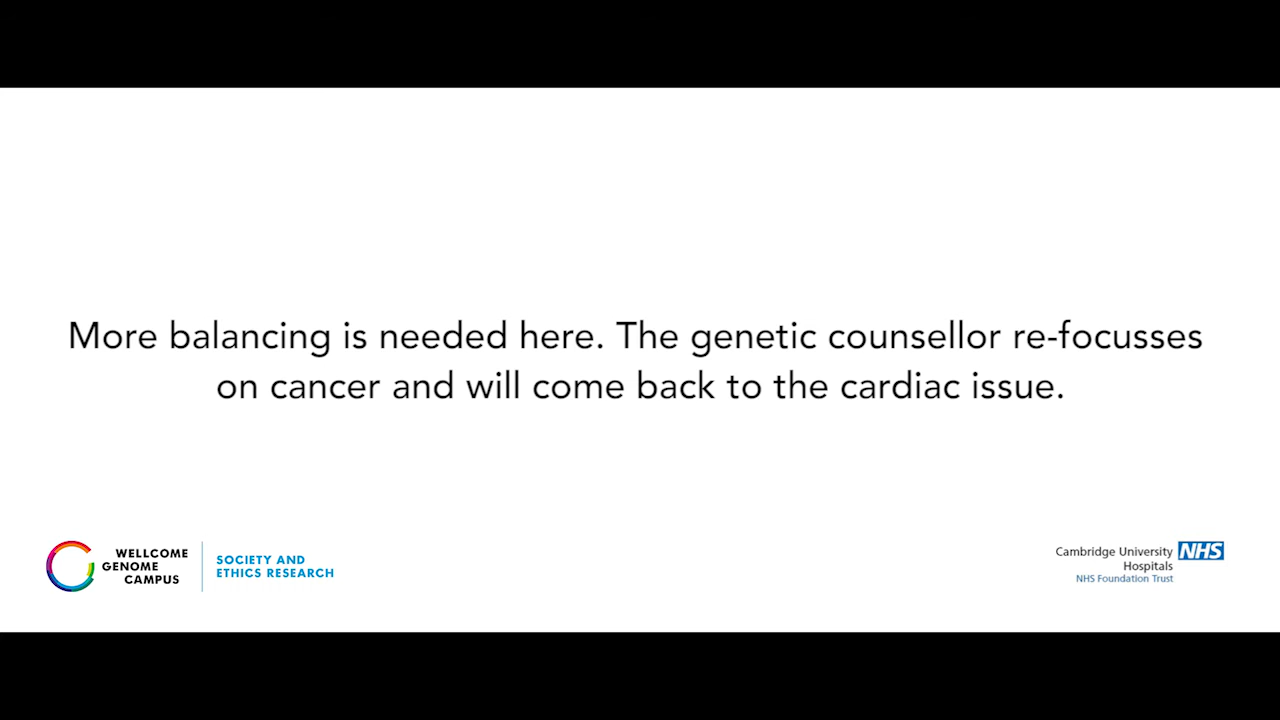 More balancing is needed here. The genetic counsellor re-focusses
on cancer and will come back to the cardiac issue.
WELLCOME
GENOME
CAMPUS
SOCIETY AND
ETHICS RESEARCH
Cambridge University
Hospitals
NHS
NHS Foundation Trust